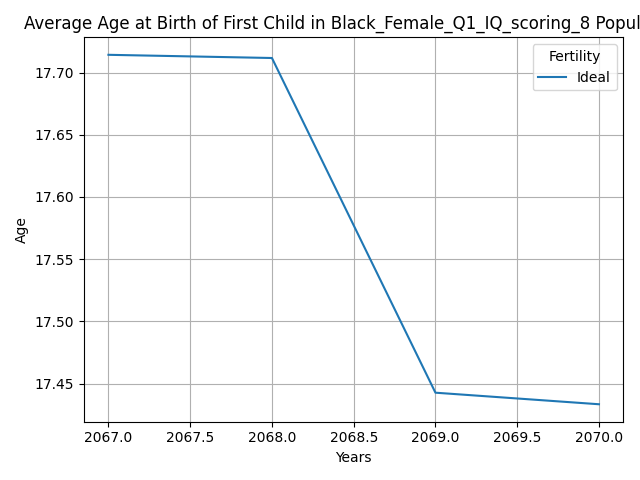 Average Age at Birth of First Child in Black_Female_Q1_IQ_scoring_8 Popul
Fertility
Ideal
17.70
17.65
17.60
17.55
17.50
17.45
Age
2067.0 2067.5 2068.0 2068.5 2069.0 2069.5 2070.0
Years